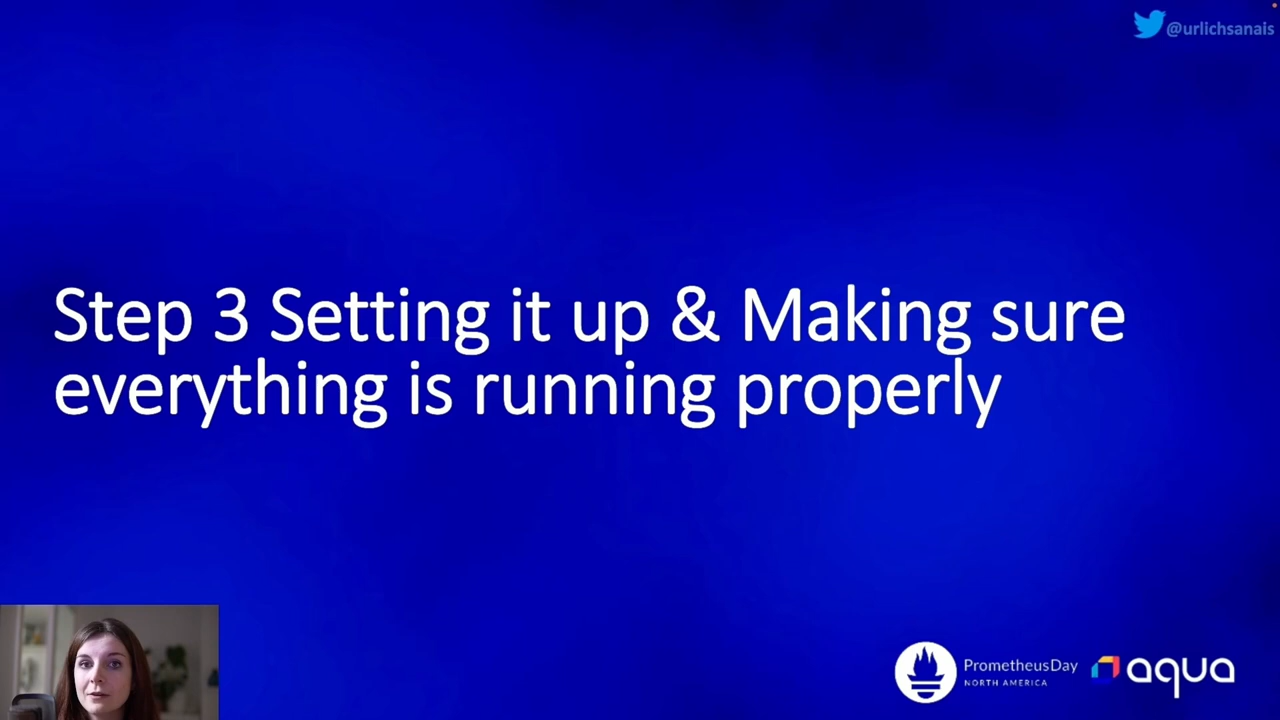 @urlichsanais
Step 3 Setting it up & Making sure
everything is running properly
PrometheusDay
NORTH AMERICA
aqua